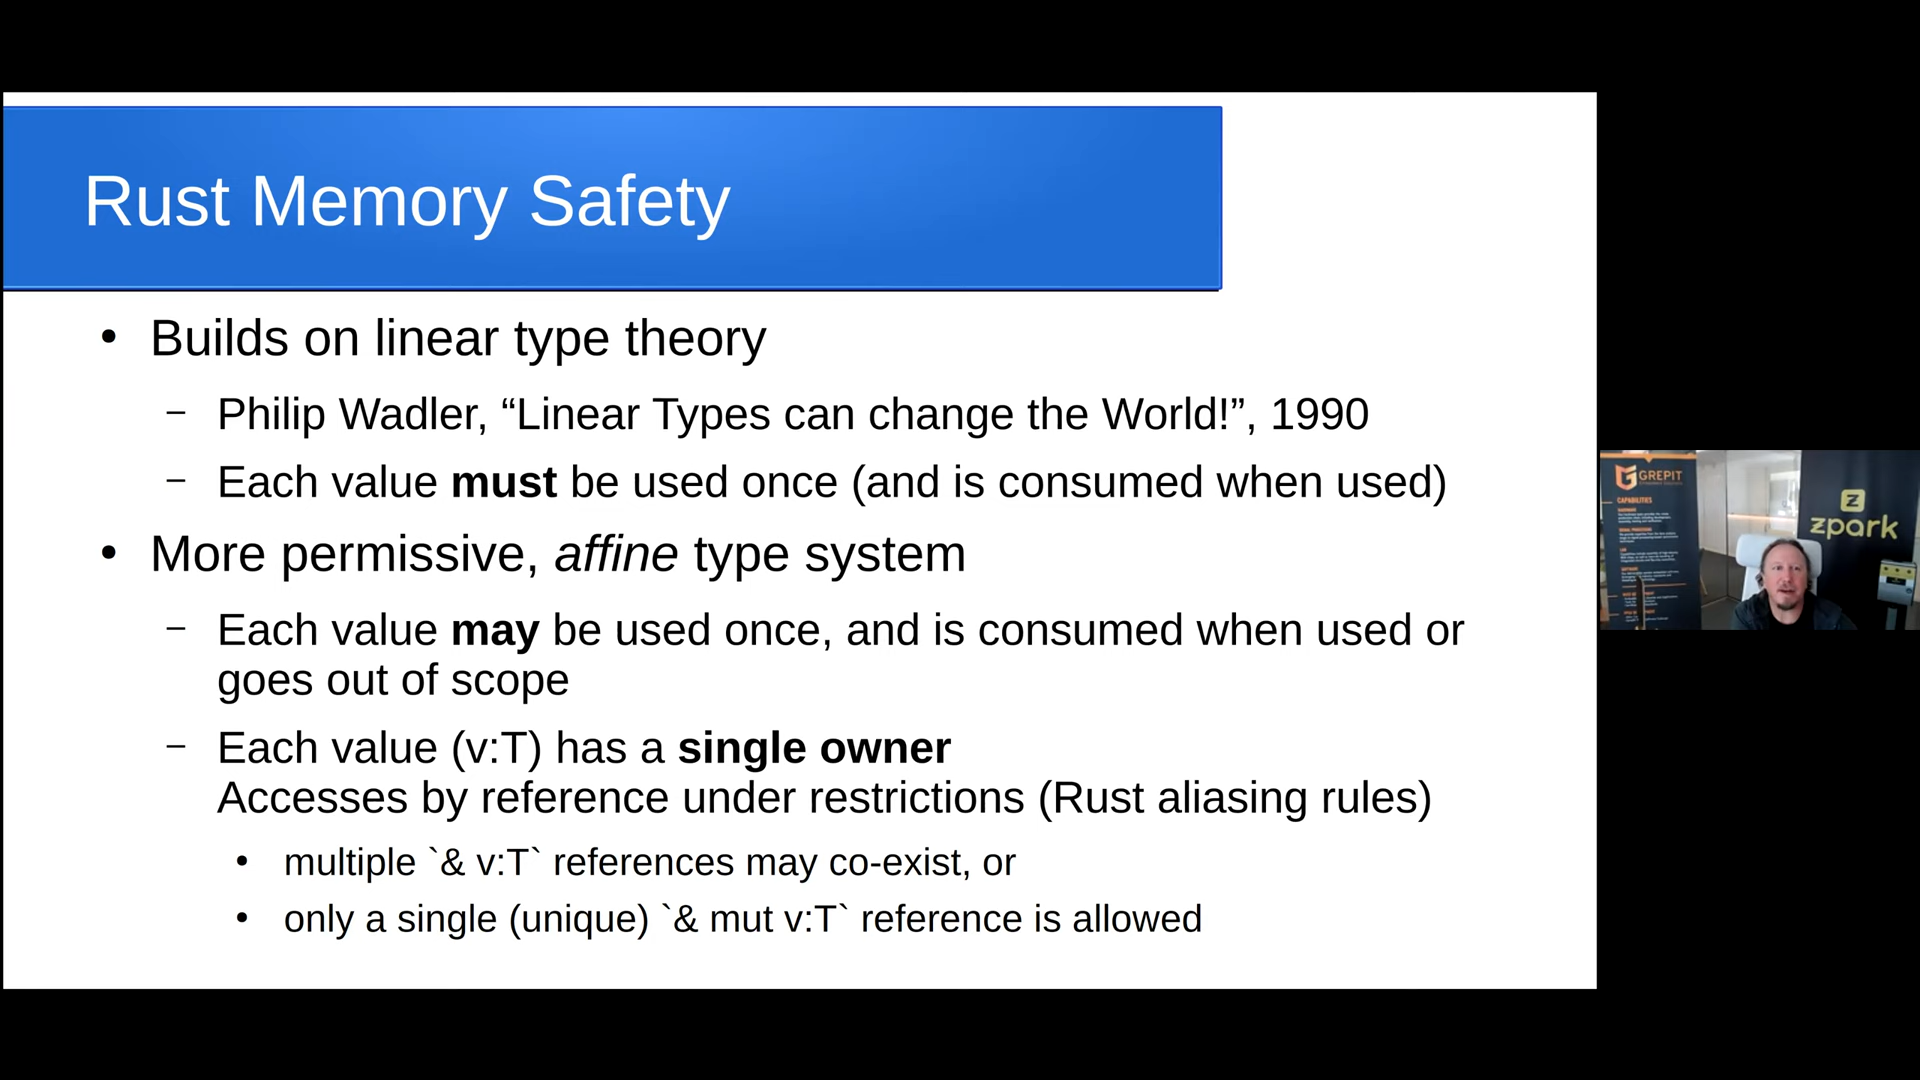 Rust Memory Safety
• Builds on linear type theory
– Philip Wadler, “Linear Types can change the World!”, 1990
– Each value must be used once (and is consumed when used)
• More permissive, affine type system
– Each value may be used once, and is consumed when used or
goes out of scope
– Each value (v:T) has a single owner
Accesses by reference under restrictions (Rust aliasing rules)
• multiple `& v:T` references may co-exist, or
• only a single (unique) `& mut v:T` reference is allowed
GREPIT
CAPABILITIES
z
zpark